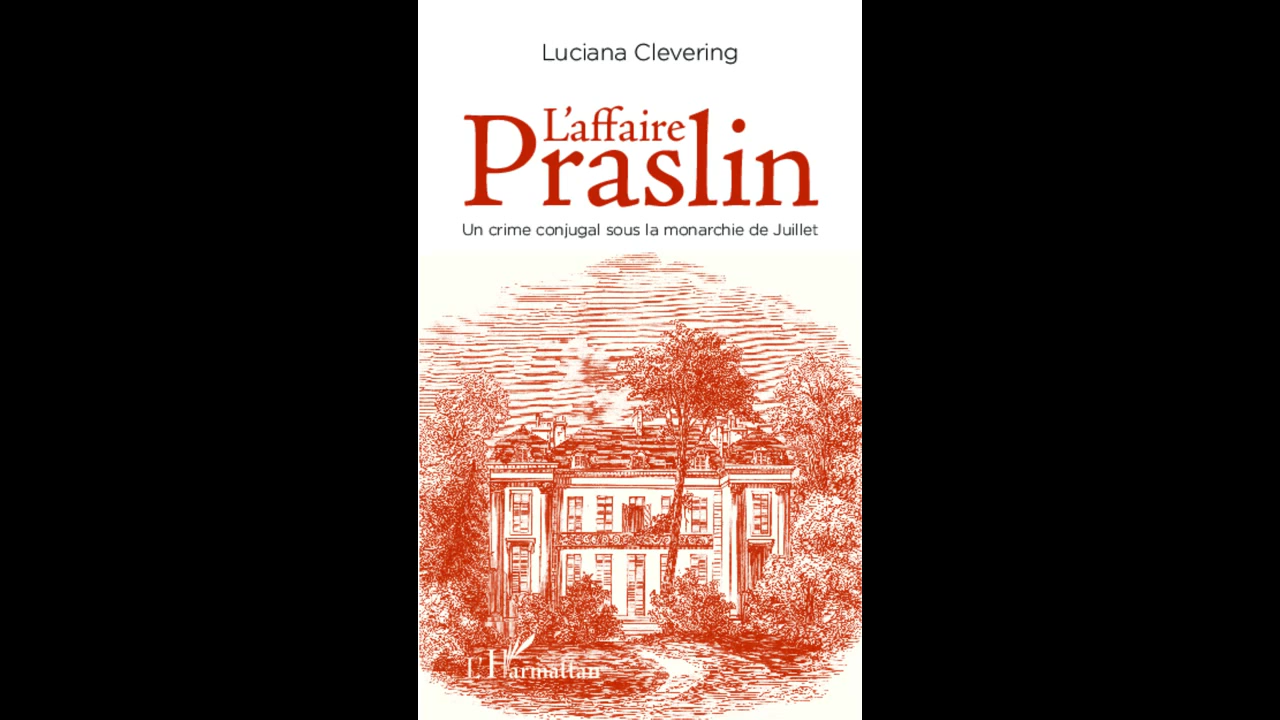 Luciana Clevering
L'affaire
Praslin
Un crime conjugal sous la monarchie de Juillet
L'Harmattan